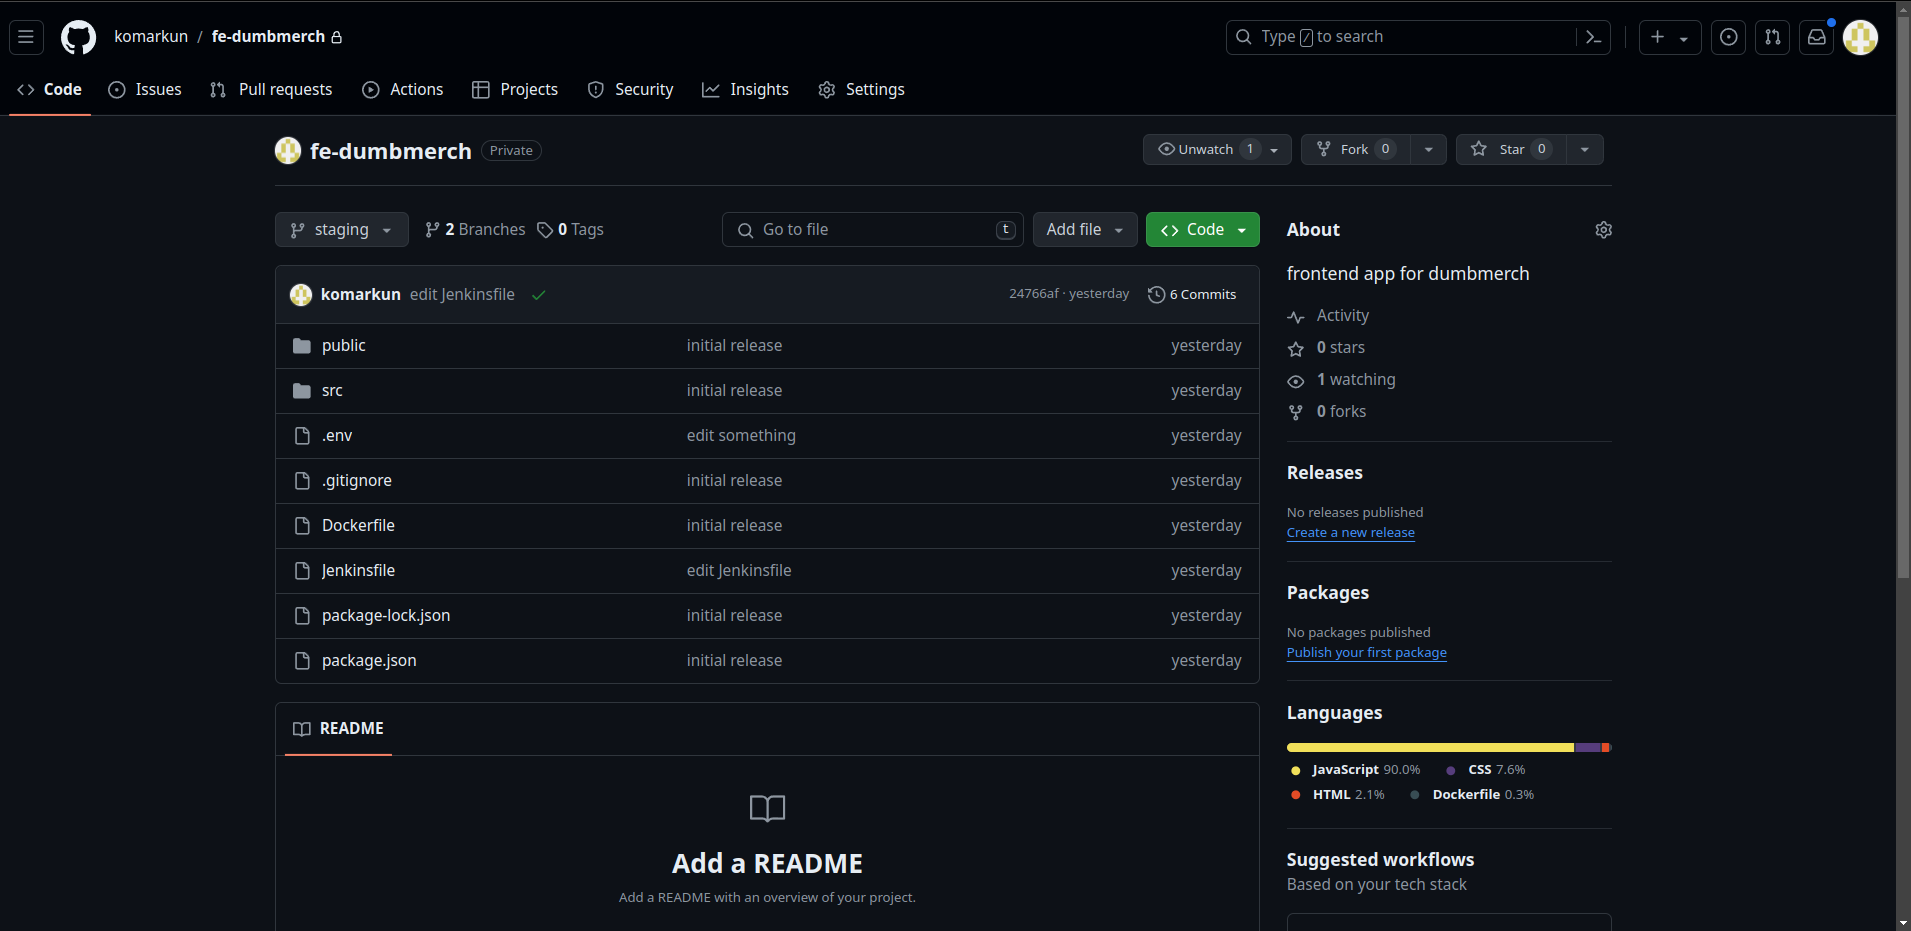 komarkun / fe-dumbmerch
Type / to search
Code Issues Pull requests Actions Projects Security Insights Settings
fe-dumbmerch Private
Unwatch 1 Fork 0 Star 0
staging 2 Branches 0 Tags Go to file t Add file Code
komarkun edit Jenkinsfile 24766af · yesterday 6 Commits
public initial release yesterday
src initial release yesterday
.env edit something yesterday
.gitignore initial release yesterday
Dockerfile initial release yesterday
Jenkinsfile edit Jenkinsfile yesterday
package-lock.json initial release yesterday
package.json initial release yesterday
README
Add a README
Add a README with an overview of your project.
About
frontend app for dumbmerch
Activity
0 stars
1 watching
0 forks
Releases
No releases published
Create a new release
Packages
No packages published
Publish your first package
Languages
JavaScript 90.0% CSS 7.6%
HTML 2.1% Dockerfile 0.3%
Suggested workflows
Based on your tech stack